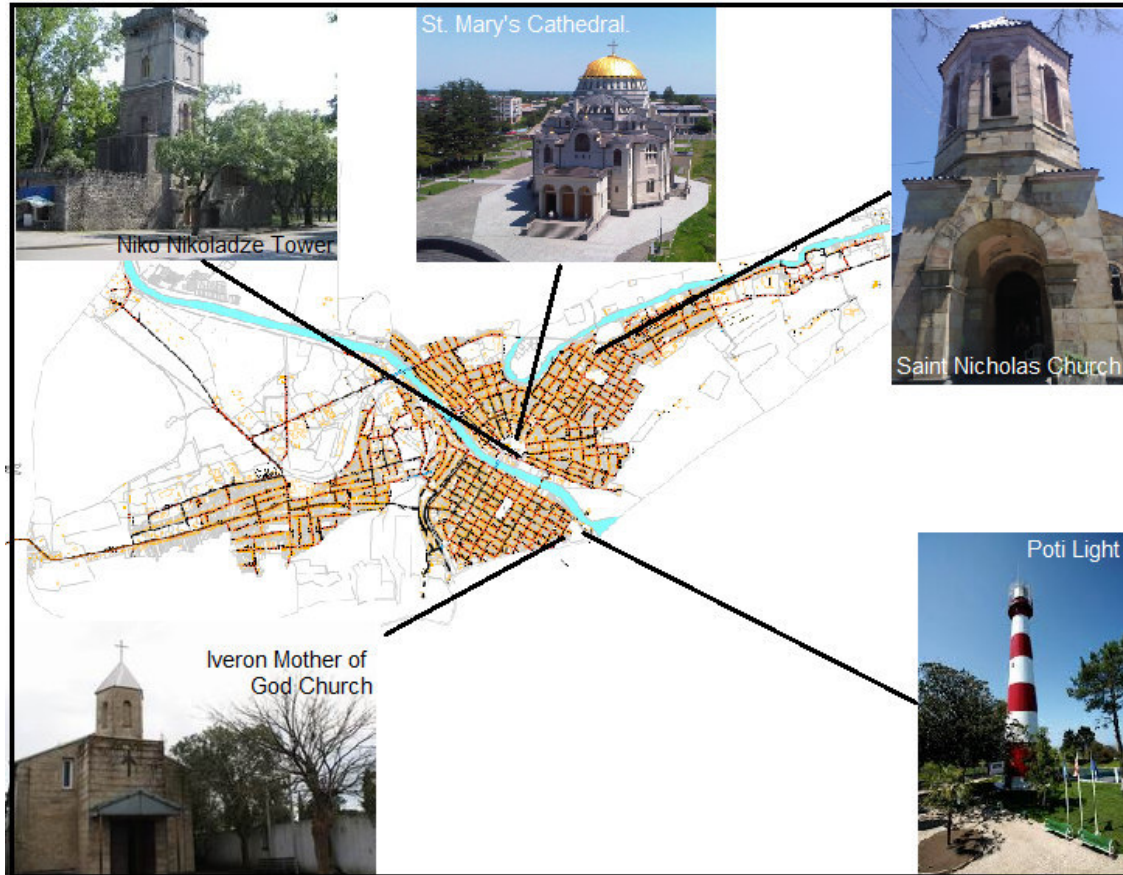 St. Mary's Cathedral.
Niko Nikoladze Tower
Saint Nicholas Church
Poti Light
Iveron Mother of
God Church